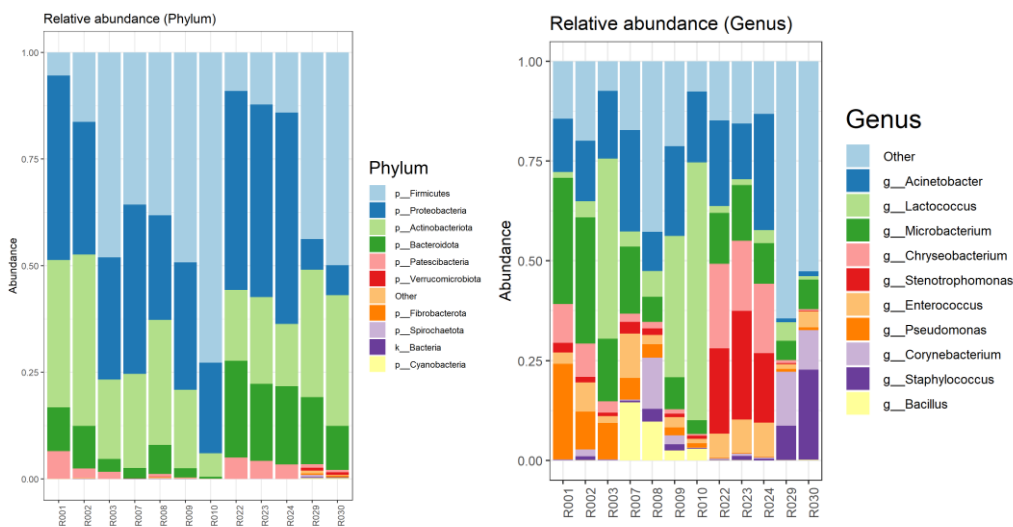 Relative abundance (Phylum)
1.00
0.75
0.50
0.25
0.00
Abundance
R001 R002 R003 R007 R008 R009 R010 R022 R023 R024 R029 R030
Phylum
p__Firmicutes
p__Proteobacteria
p__Actinobacteriota
p__Bacteroidota
p__Patescibacteria
p__Verrucomicrobiota
Other
p__Fibrobacterota
p__Spirochaetota
k__Bacteria
p__Cyanobacteria
Relative abundance (Genus)
1.00
0.75
0.50
0.25
0.00
Abundance
R001 R002 R003 R007 R008 R009 R010 R022 R023 R024 R029 R030
Genus
Other
g__Acinetobacter
g__Lactococcus
g__Microbacterium
g__Chryseobacterium
g__Stenotrophomonas
g__Enterococcus
g__Pseudomonas
g__Corynebacterium
g__Staphylococcus
g__Bacillus